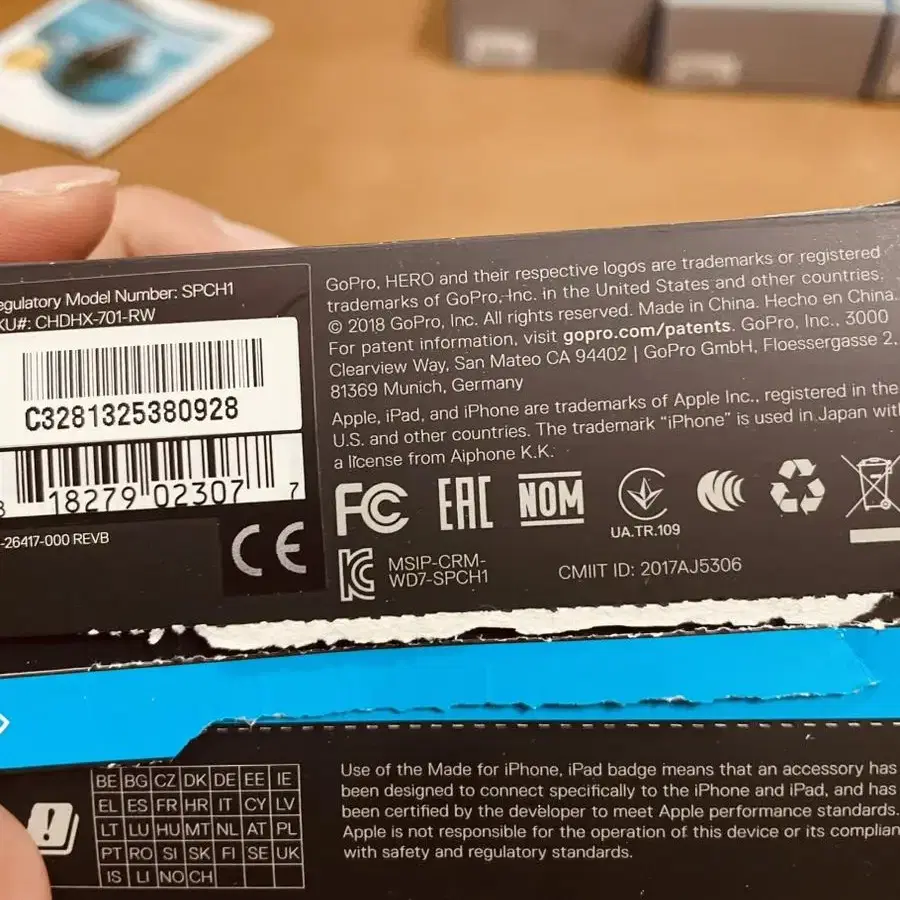 egulatory Model Number: SPCH1
KU#: CHDHX-701-RW
C3281325380928
8 18279 02307 7
-26417-000 REVB
CE
GoPro, HERO and their respective logos are trademarks or registered
trademarks of GoPro, Inc. in the United States and other countries.
© 2018 GoPro, Inc. All rights reserved. Made in China. Hecho en China.
For patent information, visit gopro.com/patents. GoPro, Inc., 3000
Clearview Way, San Mateo CA 94402 | GoPro GmbH, Floessergasse 2,
81369 Munich, Germany
Apple, iPad, and iPhone are trademarks of Apple Inc., registered in the
U.S. and other countries. The trademark “iPhone” is used in Japan with
a license from Aiphone K.K.
FC EAC NOM
UA.TR.109
KC MSIP-CRM-
WD7-SPCH1
CMIIT ID: 2017AJ5306
BE BG CZ DK DE EE IE
EL ES FR HR IT CY LV
LT LU HU MT NL AT PL
PT RO SI SK FI SE UK
IS LI NO CH
Use of the Made for iPhone, iPad badge means that an accessory has
been designed to connect specifically to the iPhone and iPad, and has
been certified by the developer to meet Apple performance standards.
Apple is not responsible for the operation of this device or its complian
with safety and regulatory standards.